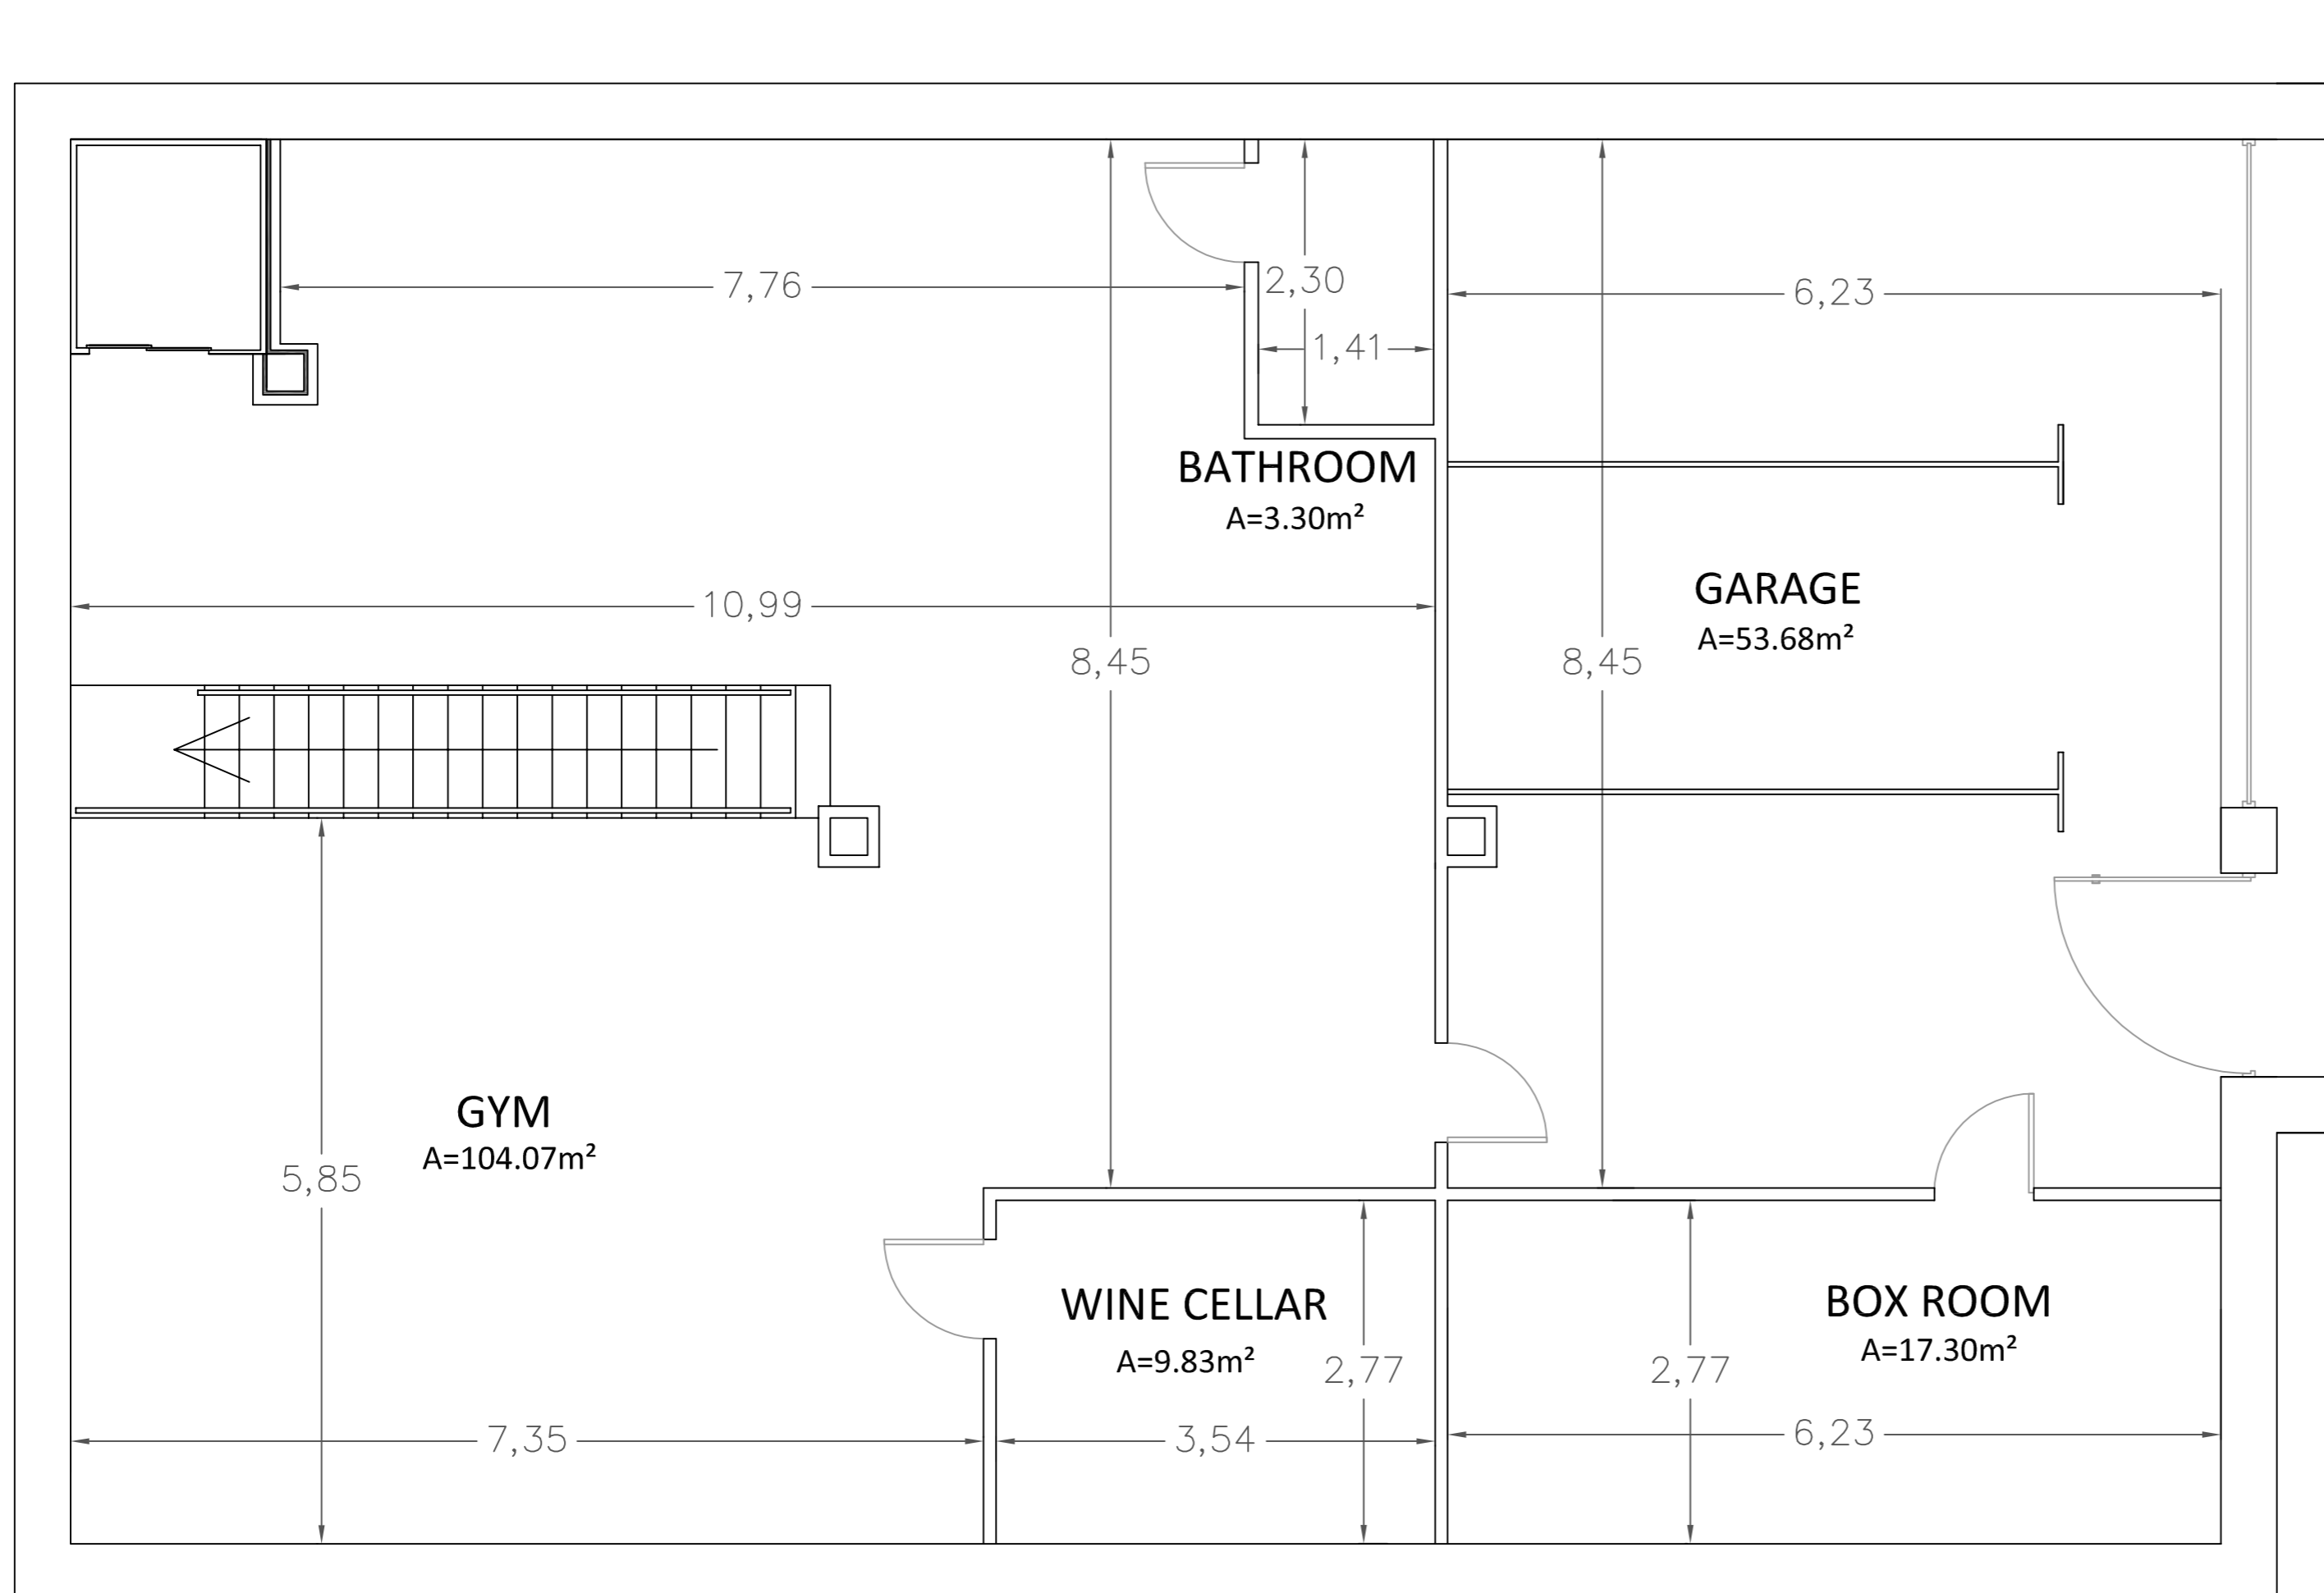 7,76
2,30
6,23
1,41
BATHROOM
A=3.30m²
10,99
GARAGE
A=53.68m²
8,45
8,45
GYM
A=104.07m²
5,85
WINE CELLAR
A=9.83m²
2,77
2,77
BOX ROOM
A=17.30m²
7,35
3,54
6,23